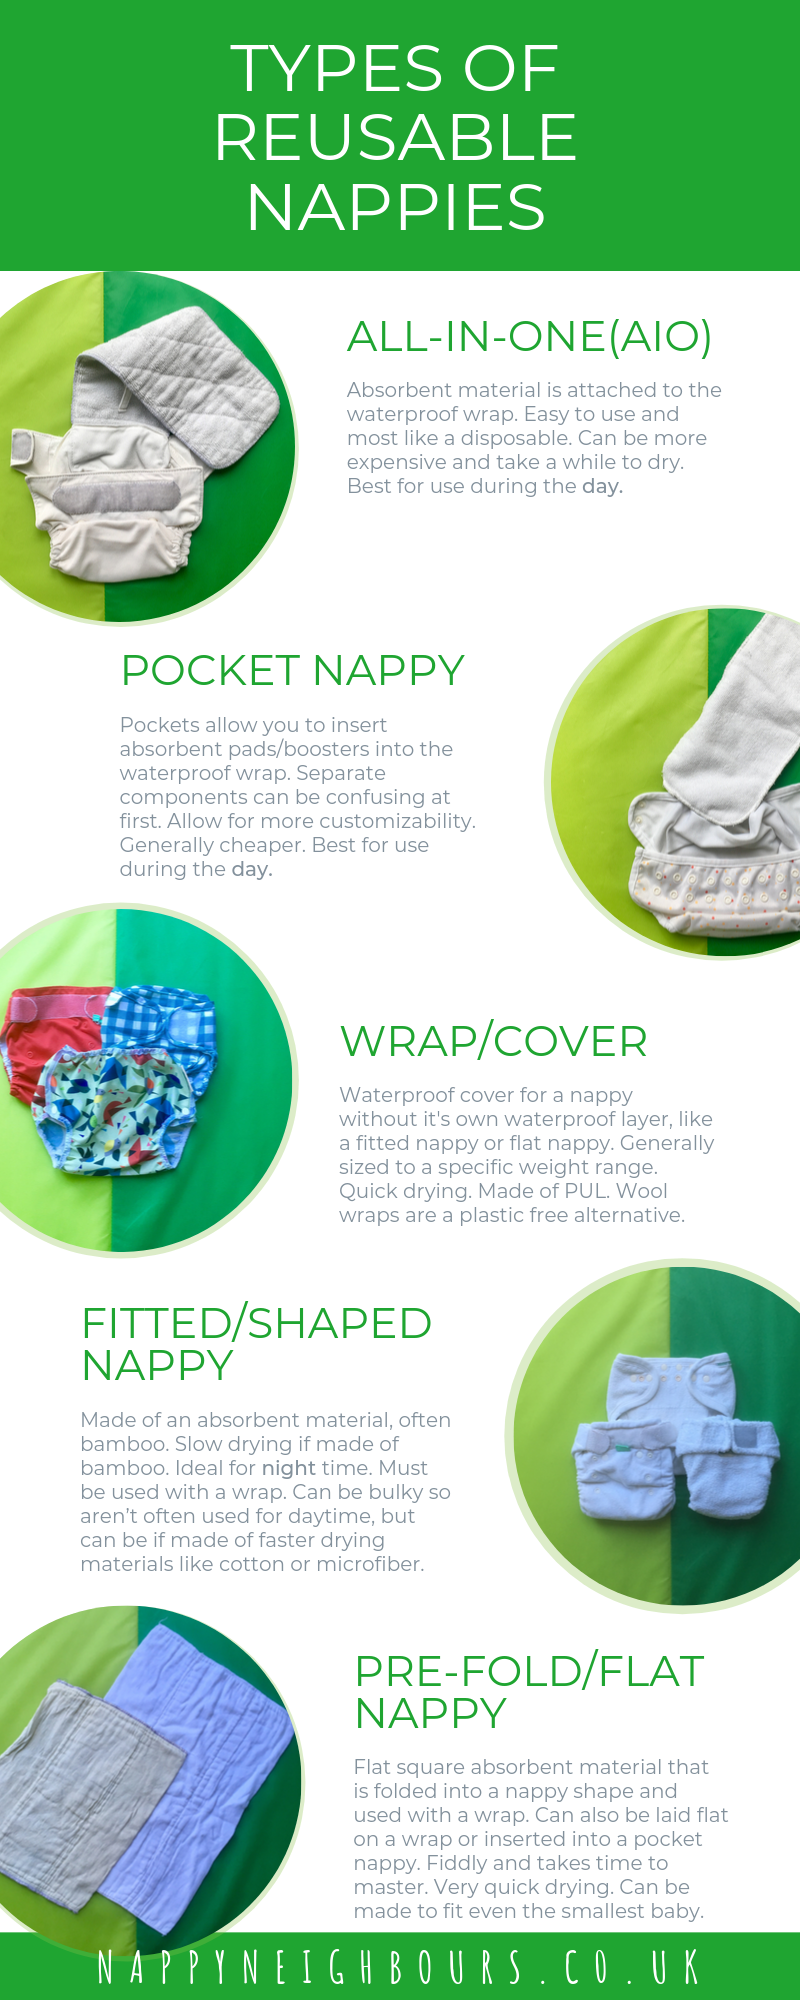 TYPES OF
REUSABLE
NAPPIES
ALL-IN-ONE(AIO)
Absorbent material is attached to the
waterproof wrap. Easy to use and
most like a disposable. Can be more
expensive and take a while to dry.
Best for use during the day.
POCKET NAPPY
Pockets allow you to insert
absorbent pads/boosters into the
waterproof wrap. Separate
components can be confusing at
first. Allow for more customizability.
Generally cheaper. Best for use
during the day.
WRAP/COVER
Waterproof cover for a nappy
without it's own waterproof layer, like
a fitted nappy or flat nappy. Generally
sized to a specific weight range.
Quick drying. Made of PUL. Wool
wraps are a plastic free alternative.
FITTED/SHAPED
NAPPY
Made of an absorbent material, often
bamboo. Slow drying if made of
bamboo. Ideal for night time. Must
be used with a wrap. Can be bulky so
aren't often used for daytime, but
can be if made of faster drying
materials like cotton or microfiber.
PRE-FOLD/FLAT
NAPPY
Flat square absorbent material that
is folded into a nappy shape and
used with a wrap. Can also be laid flat
on a wrap or inserted into a pocket
nappy. Fiddly and takes time to
master. Very quick drying. Can be
made to fit even the smallest baby.
NAPPYNEIGHBOURS.CO.UK